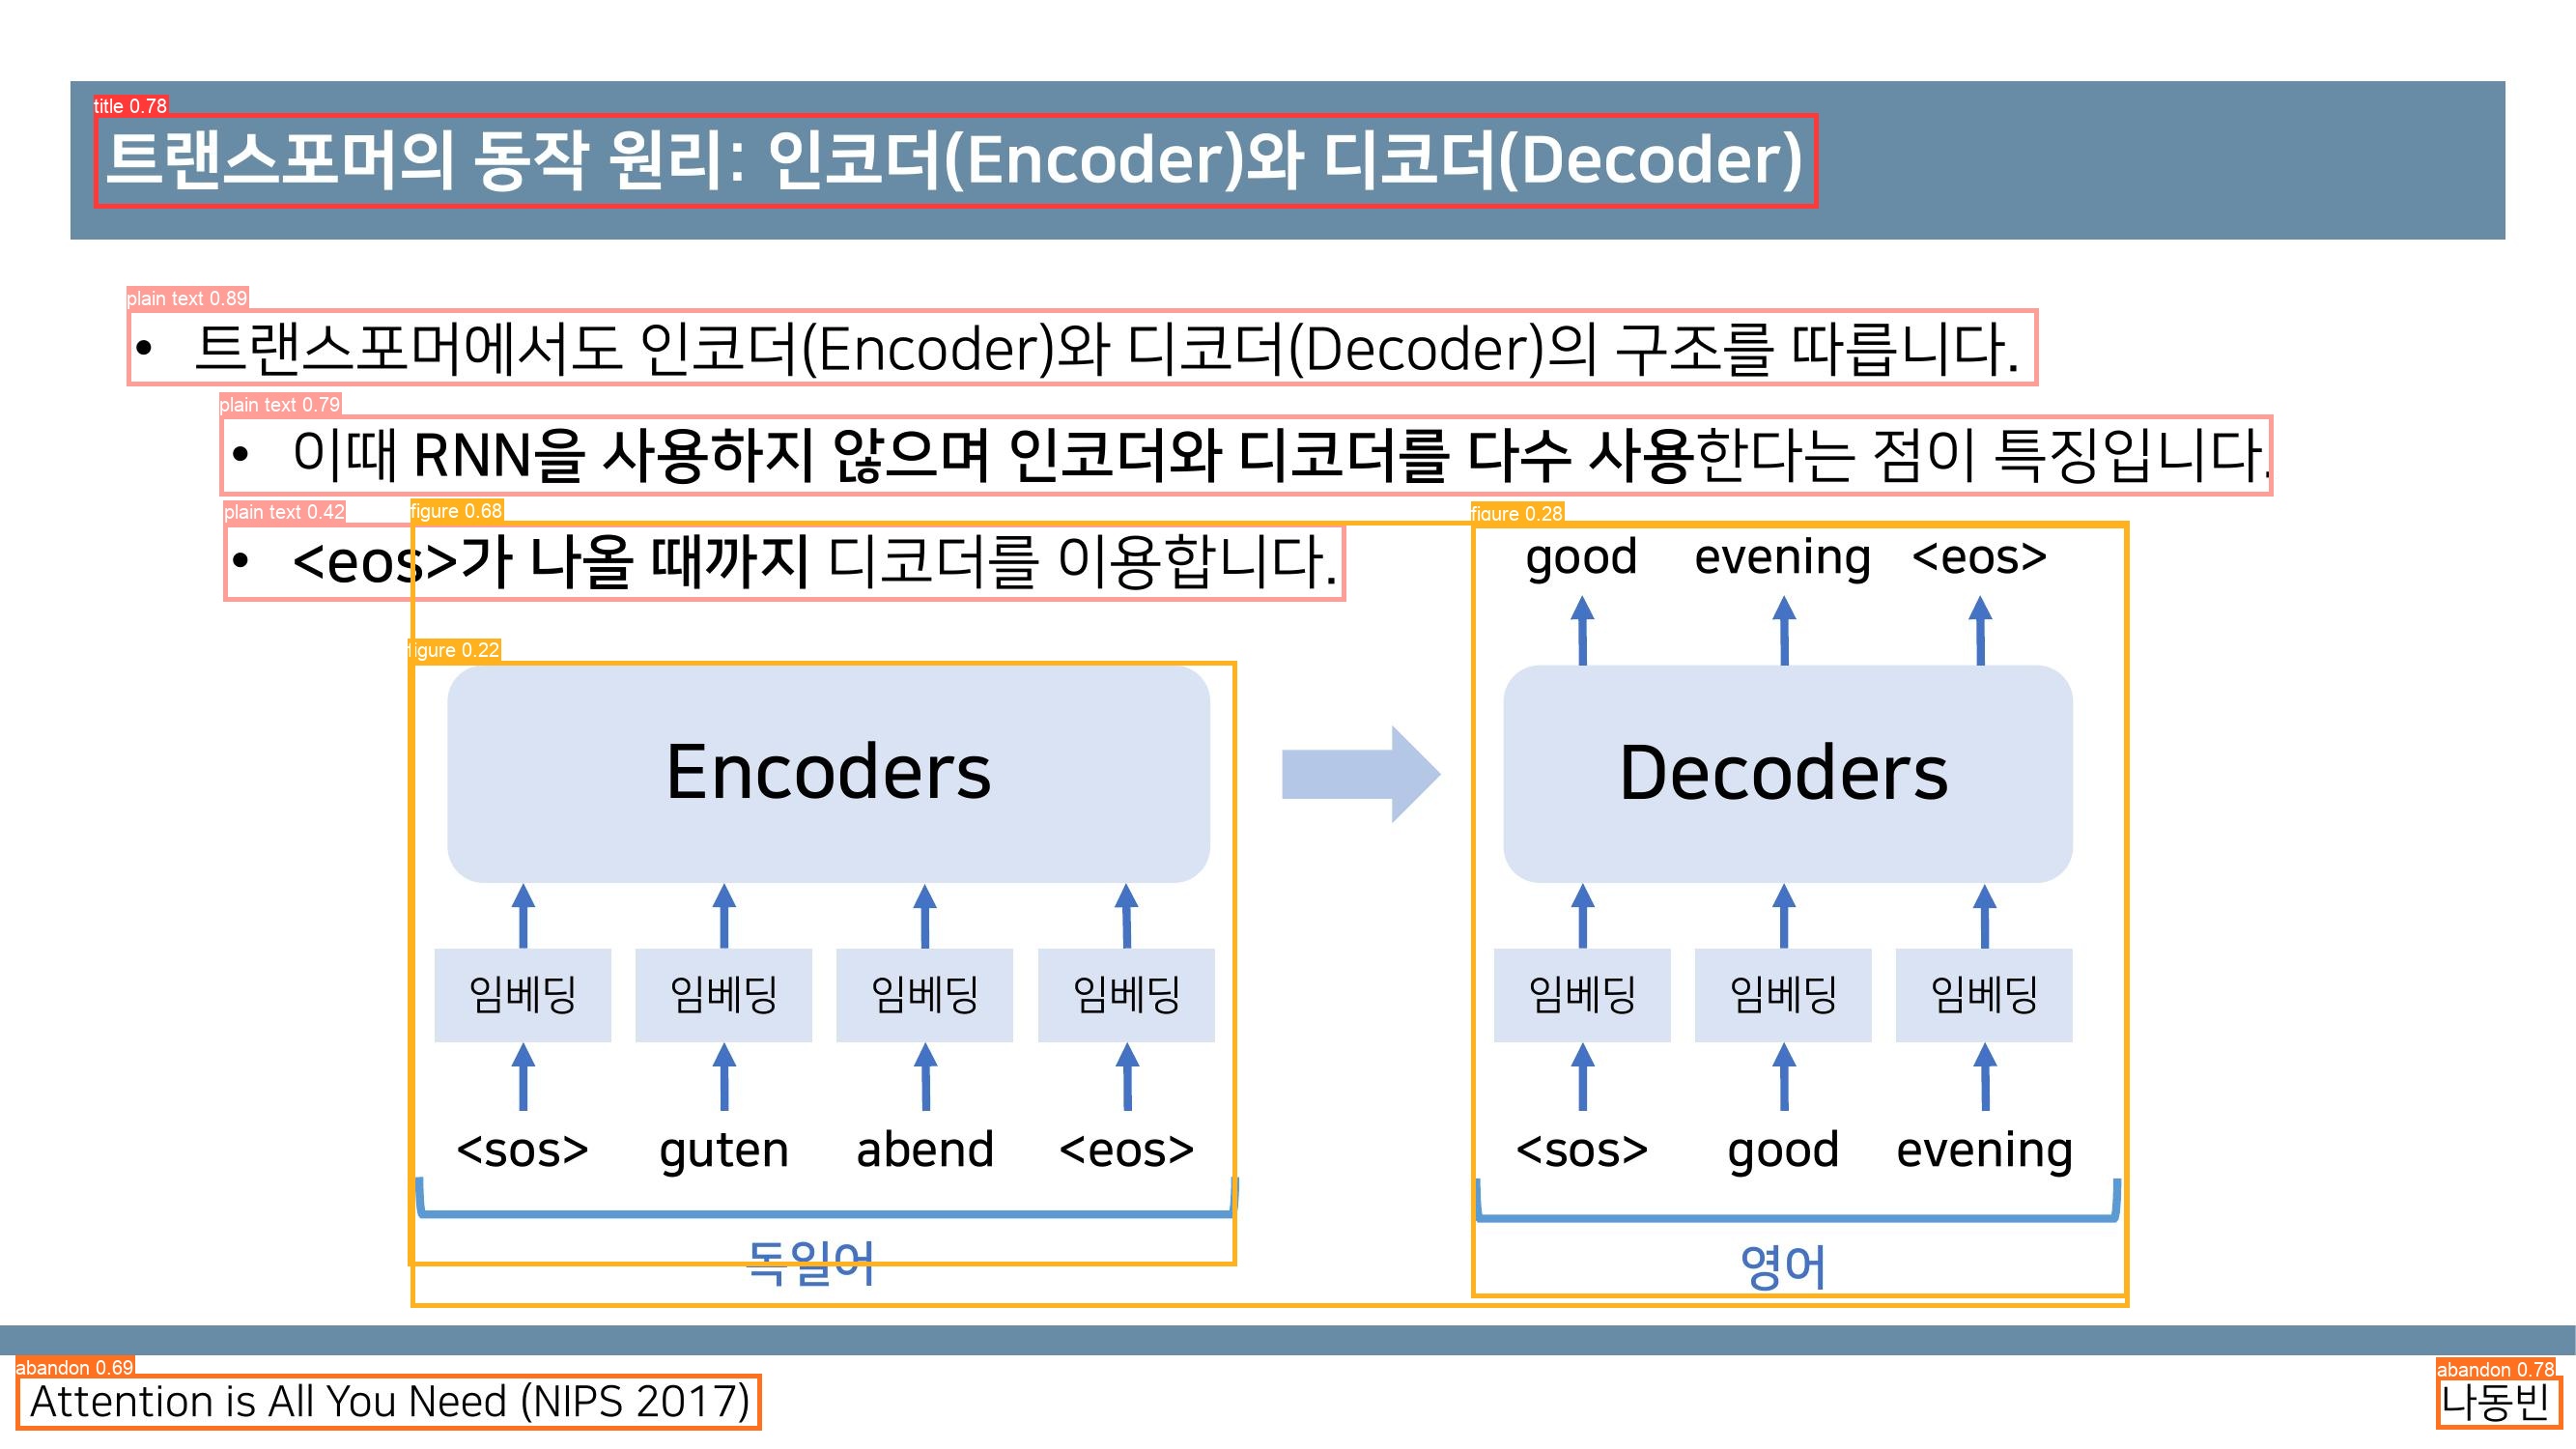 title 0.78
트랜스포머의 동작 원리: 인코더(Encoder)와 디코더(Decoder)
plain text 0.89
• 트랜스포머에서도 인코더(Encoder)와 디코더(Decoder)의 구조를 따릅니다.
plain text 0.79
• 이때 RNN을 사용하지 않으며 인코더와 디코더를 다수 사용한다는 점이 특징입니다.
plain text 0.42
figure 0.68
figure 0.28
• <eos>가 나올 때까지 디코더를 이용합니다.
good evening <eos>
figure 0.22
Encoders
Decoders
임베딩 임베딩 임베딩 임베딩
임베딩 임베딩 임베딩
<sos> guten abend <eos>
<sos> good evening
독일어
영어
abandon 0.69
Attention is All You Need (NIPS 2017)
abandon 0.78
나동빈